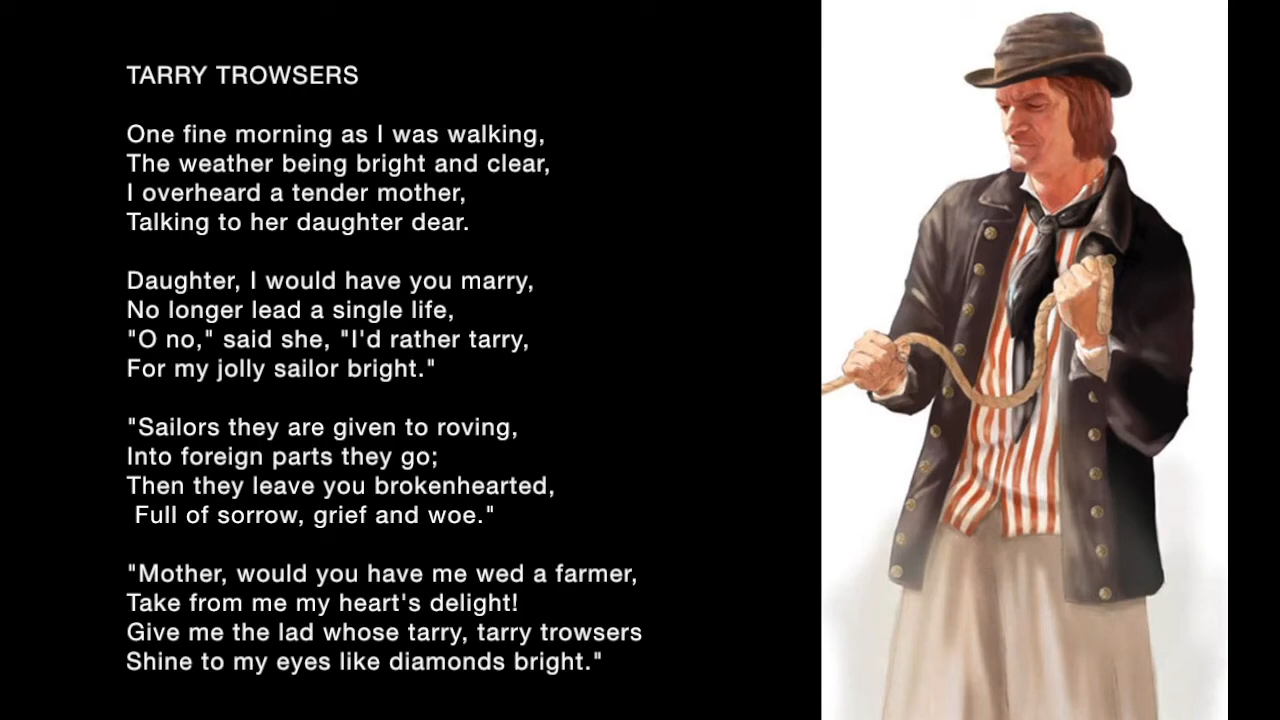 TARRY TROWSERS
One fine morning as I was walking,
The weather being bright and clear,
I overheard a tender mother,
Talking to her daughter dear.
Daughter, I would have you marry,
No longer lead a single life,
"O no," said she, "I'd rather tarry,
For my jolly sailor bright."
"Sailors they are given to roving,
Into foreign parts they go;
Then they leave you brokenhearted,
Full of sorrow, grief and woe."
"Mother, would you have me wed a farmer,
Take from me my heart's delight!
Give me the lad whose tarry, tarry trowsers
Shine to my eyes like diamonds bright."